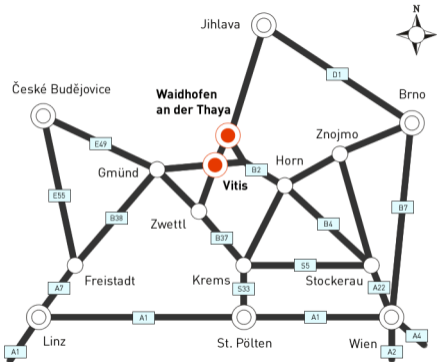 N
Jihlava
D1
České Budějovice
Waidhofen
an der Thaya
Brno
Znojmo
E49
Gmünd
B2
Horn
Vitis
E55
B38
Zwettl
B37
B4
B7
Freistadt
Krems
S5
Stockerau
A7
S33
A22
A1
A1
A4
Linz
St. Pölten
Wien
A1
A2